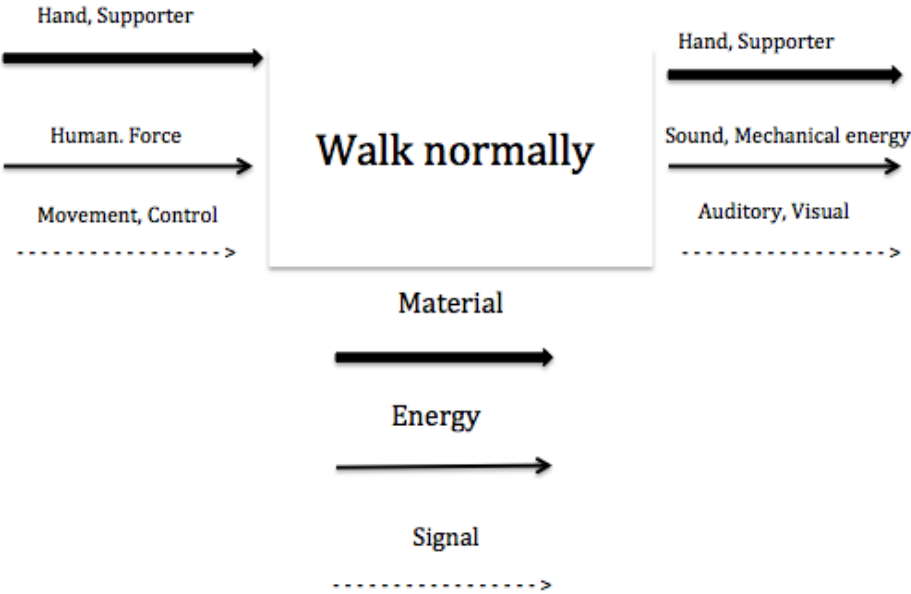 Hand, Supporter
Hand, Supporter
Walk normally
Human. Force
Sound, Mechanical energy
Movement, Control
Auditory, Visual
Material
Energy
Signal